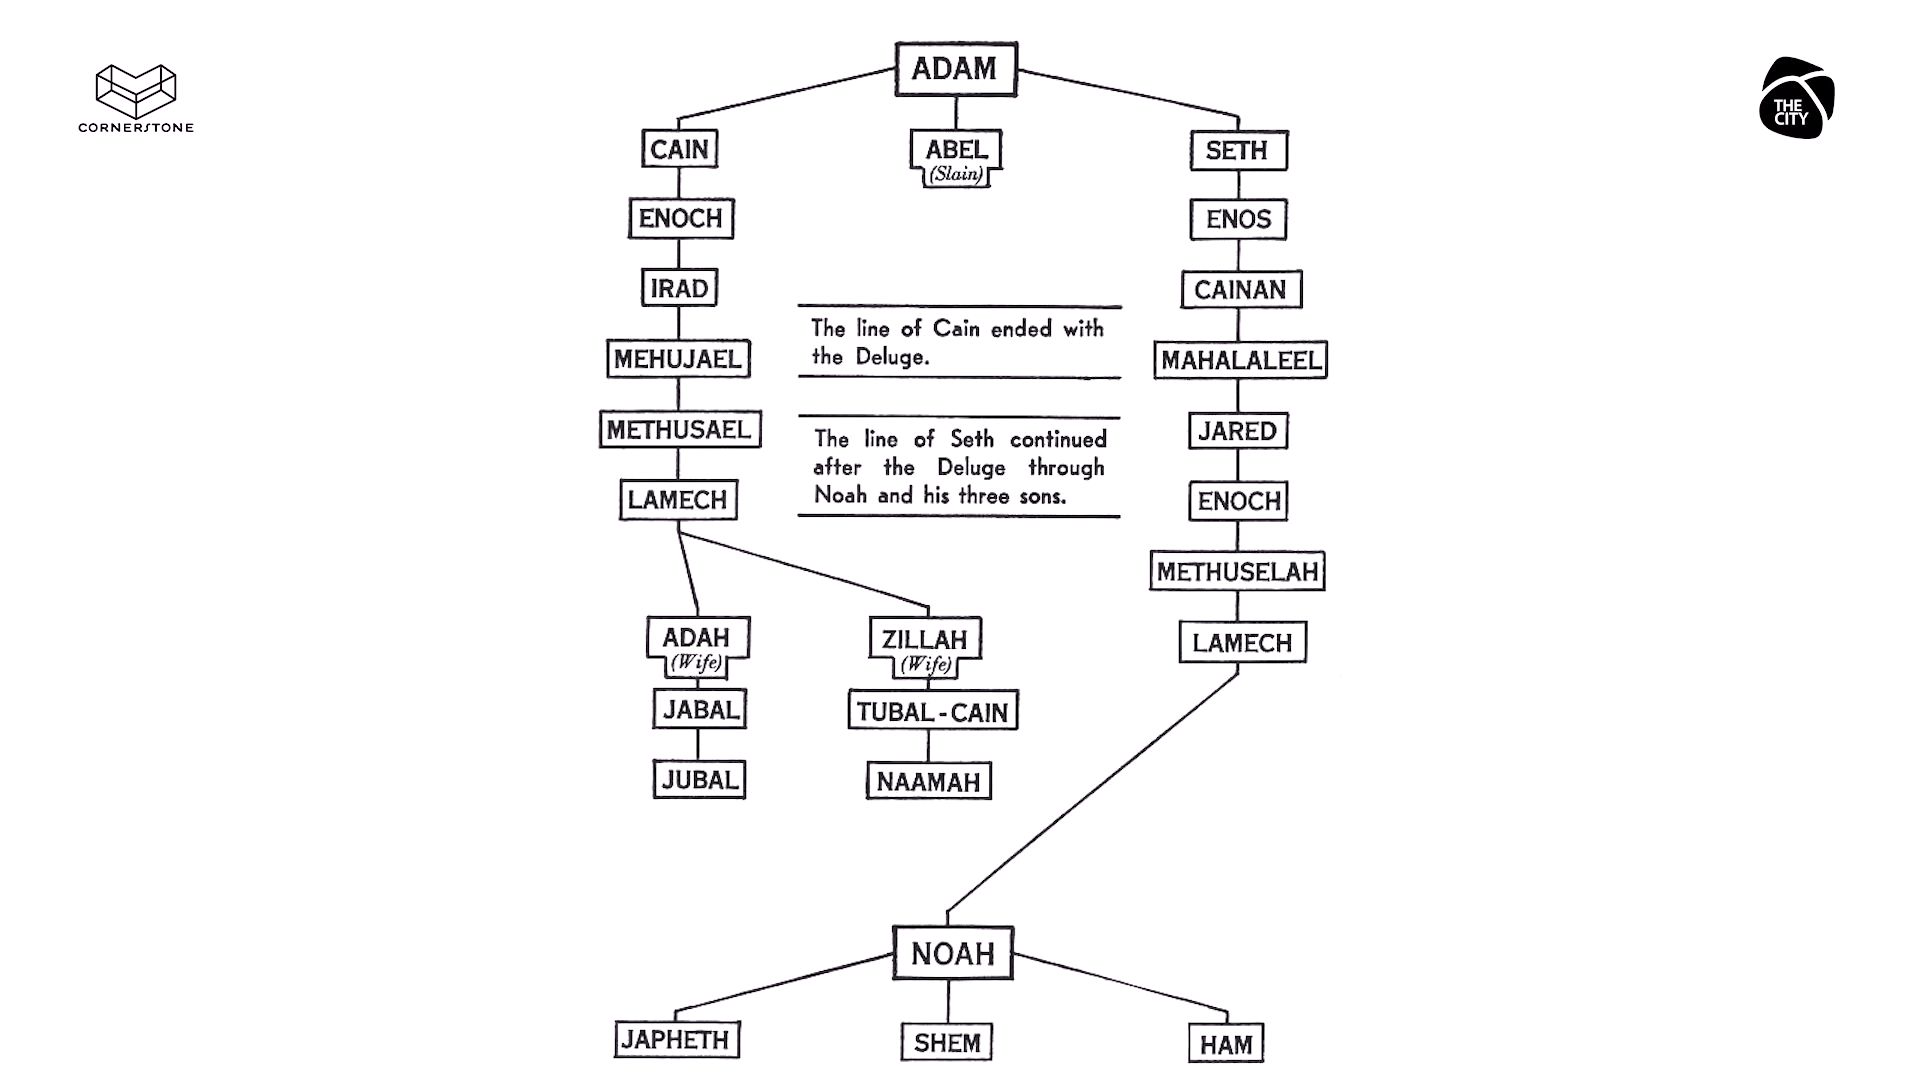 CORNERSTONE
THE
CITY
ADAM
CAIN
ABEL
(Slain)
SETH
ENOCH
ENOS
IRAD
CAINAN
The line of Cain ended with
the Deluge.
MEHUJAEL
MAHALALEEL
METHUSAEL
JARED
The line of Seth continued
after the Deluge through
Noah and his three sons.
LAMECH
ENOCH
METHUSELAH
ADAH
(Wife)
ZILLAH
(Wife)
LAMECH
JABAL
TUBAL-CAIN
JUBAL
NAAMAH
NOAH
JAPHETH
SHEM
HAM